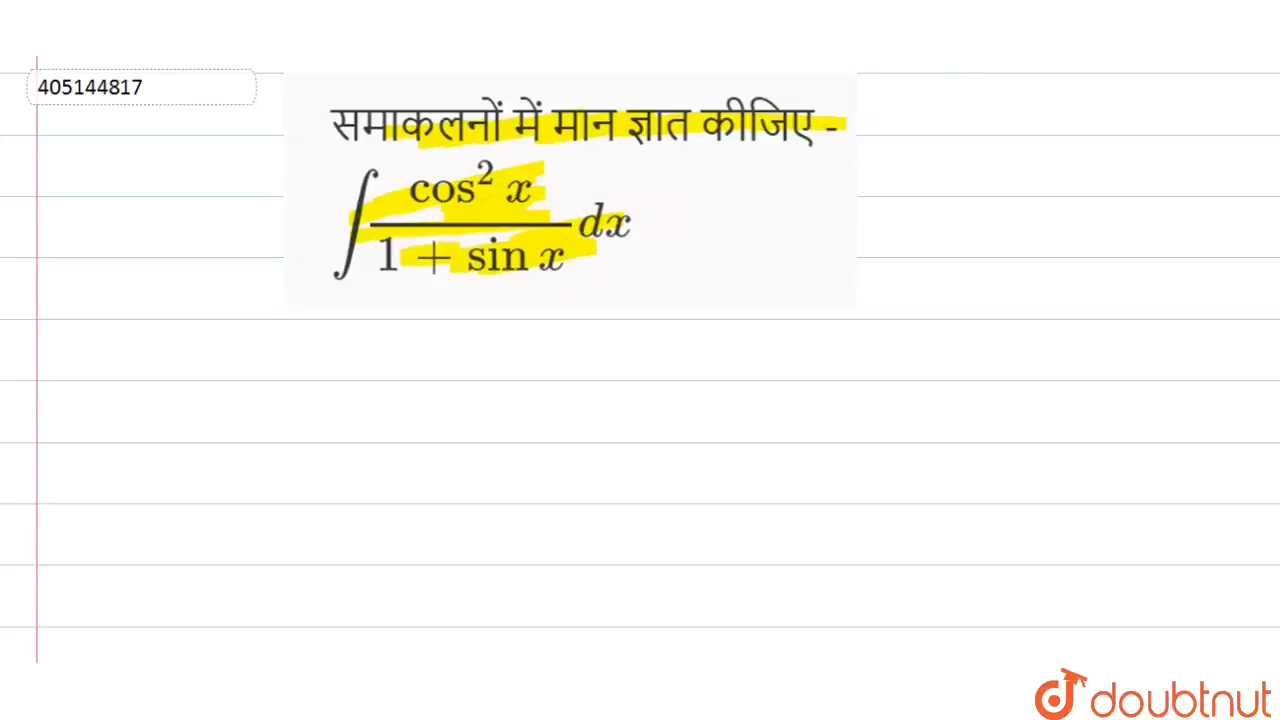 405144817
समाकलनों में मान ज्ञात कीजिए -
∫ cos² x / 1 + sin x dx
doubtnut